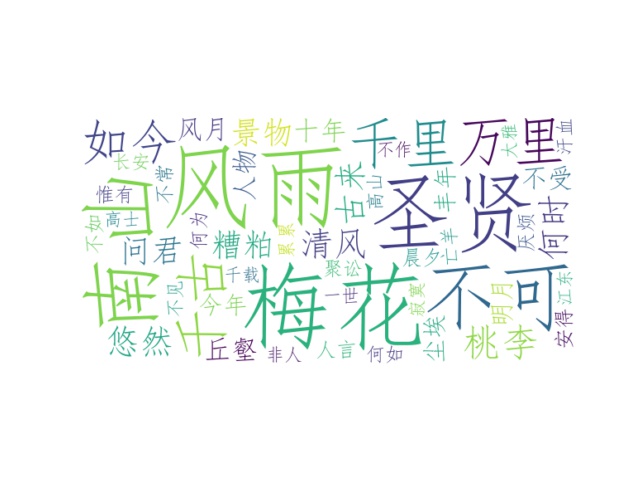 如今
风月
景物
十年
千里
万里
不作
大雅
汗血
长安
不常
人物
风雨
古来
高山
丰年
圣贤
不受
惟有
高士
南山
不如
问君
何为
糟粕
累累
清风
晨夕
亡羊
厌烦
何时
不见
今年
千古
千载
梅花
聚讼
一世
寂寞
不可
明月
江东
悠然
丘壑
非人
人言
何如
尘埃
桃李
安得